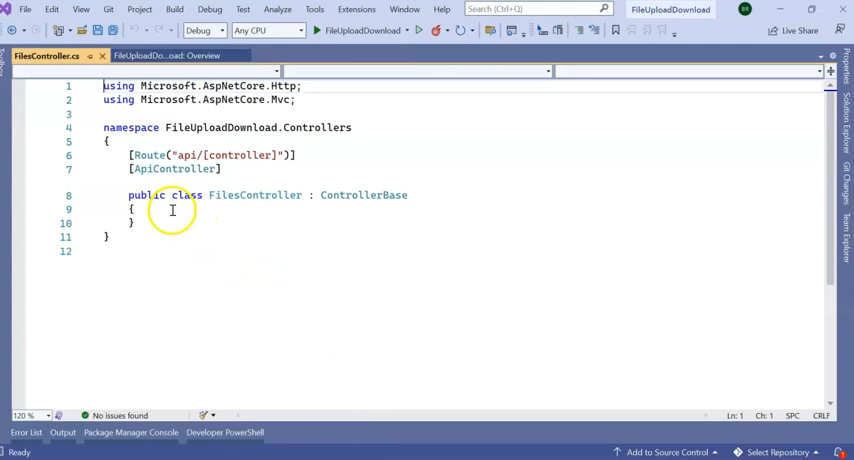 File Edit View Git Project Build Debug Test Analyze Tools Extensions Window Help Search (Ctrl+Q) FileUploadDownload BR
Debug Any CPU FileUploadDownload Live Share
FilesController.cs FileUploadDo...oad: Overview
1 using Microsoft.AspNetCore.Http;
2 using Microsoft.AspNetCore.Mvc;
3
4 namespace FileUploadDownload.Controllers
5 {
6 [Route("api/[controller]")]
7 [ApiController]
8 public class FilesController : ControllerBase
9 {
10 }
11 }
12
Toolbox
Properties
Solution Explorer
Git Changes
Team Explorer
120 % No issues found Ln: 1 Ch: 1 SPC CRLF
Error List Output Package Manager Console Developer PowerShell
Ready Add to Source Control Select Repository 1